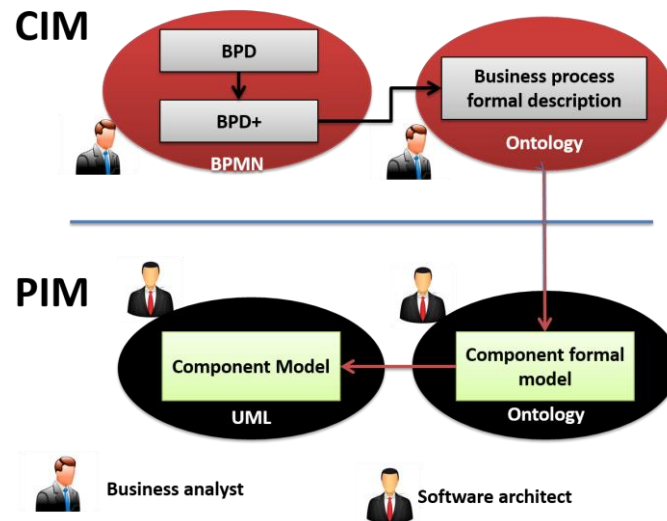 CIM
BPD
BPD+
BPMN
Business process
formal description
Ontology
PIM
Component Model
UML
Component formal
model
Ontology
Business analyst
Software architect